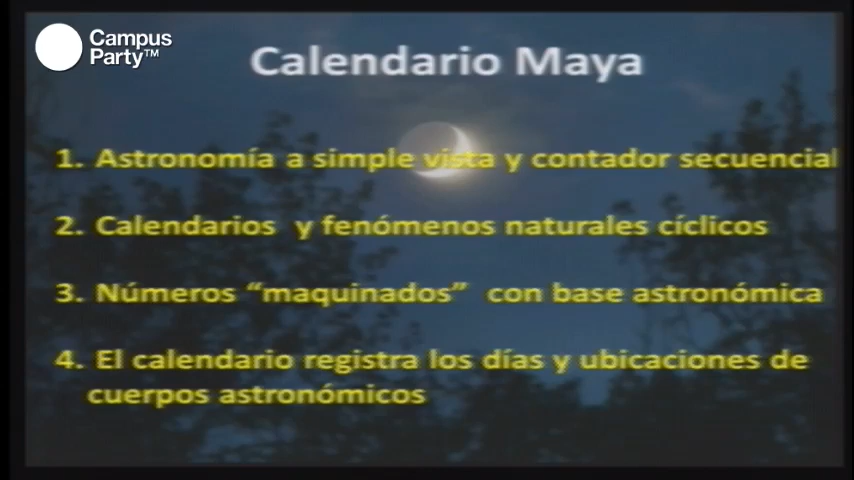 Campus
Party™
Calendario Maya
1. Astronomía a simple vista y contador secuencial
2. Calendarios y fenómenos naturales cíclicos
3. Números “maquinados” con base astronómica
4. El calendario registra los días y ubicaciones de
cuerpos astronómicos